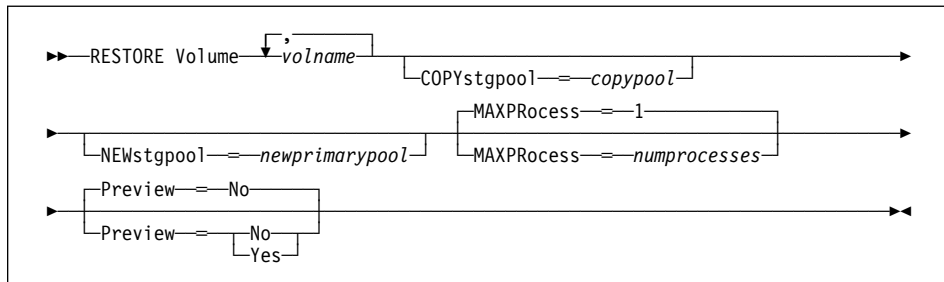 ,
RESTORE Volume volname
COPYstgpool = copypool
MAXPRocess = 1
NEWstgpool = newprimarypool MAXPRocess = numprocesses
Preview = No
Preview = No
Yes